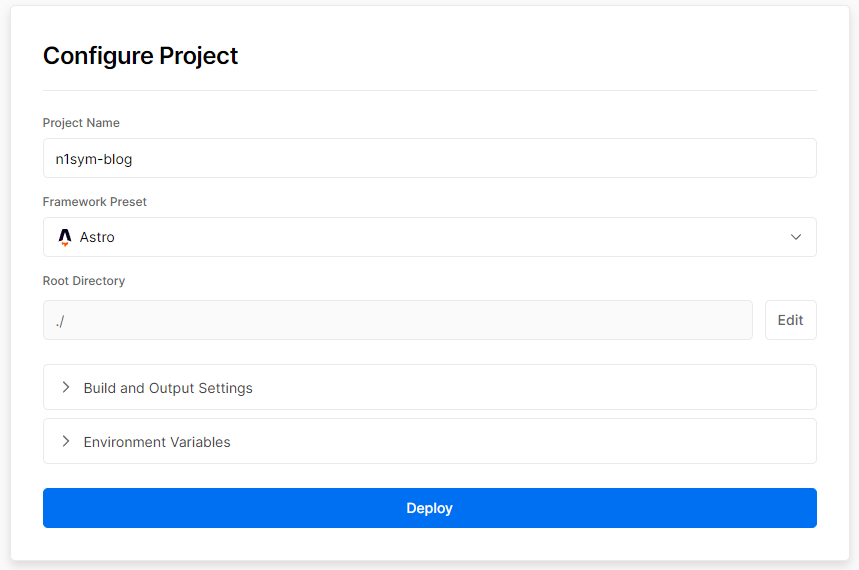 Configure Project
Project Name
n1sym-blog
Framework Preset
Astro
Root Directory
./
Edit
Build and Output Settings
Environment Variables
Deploy